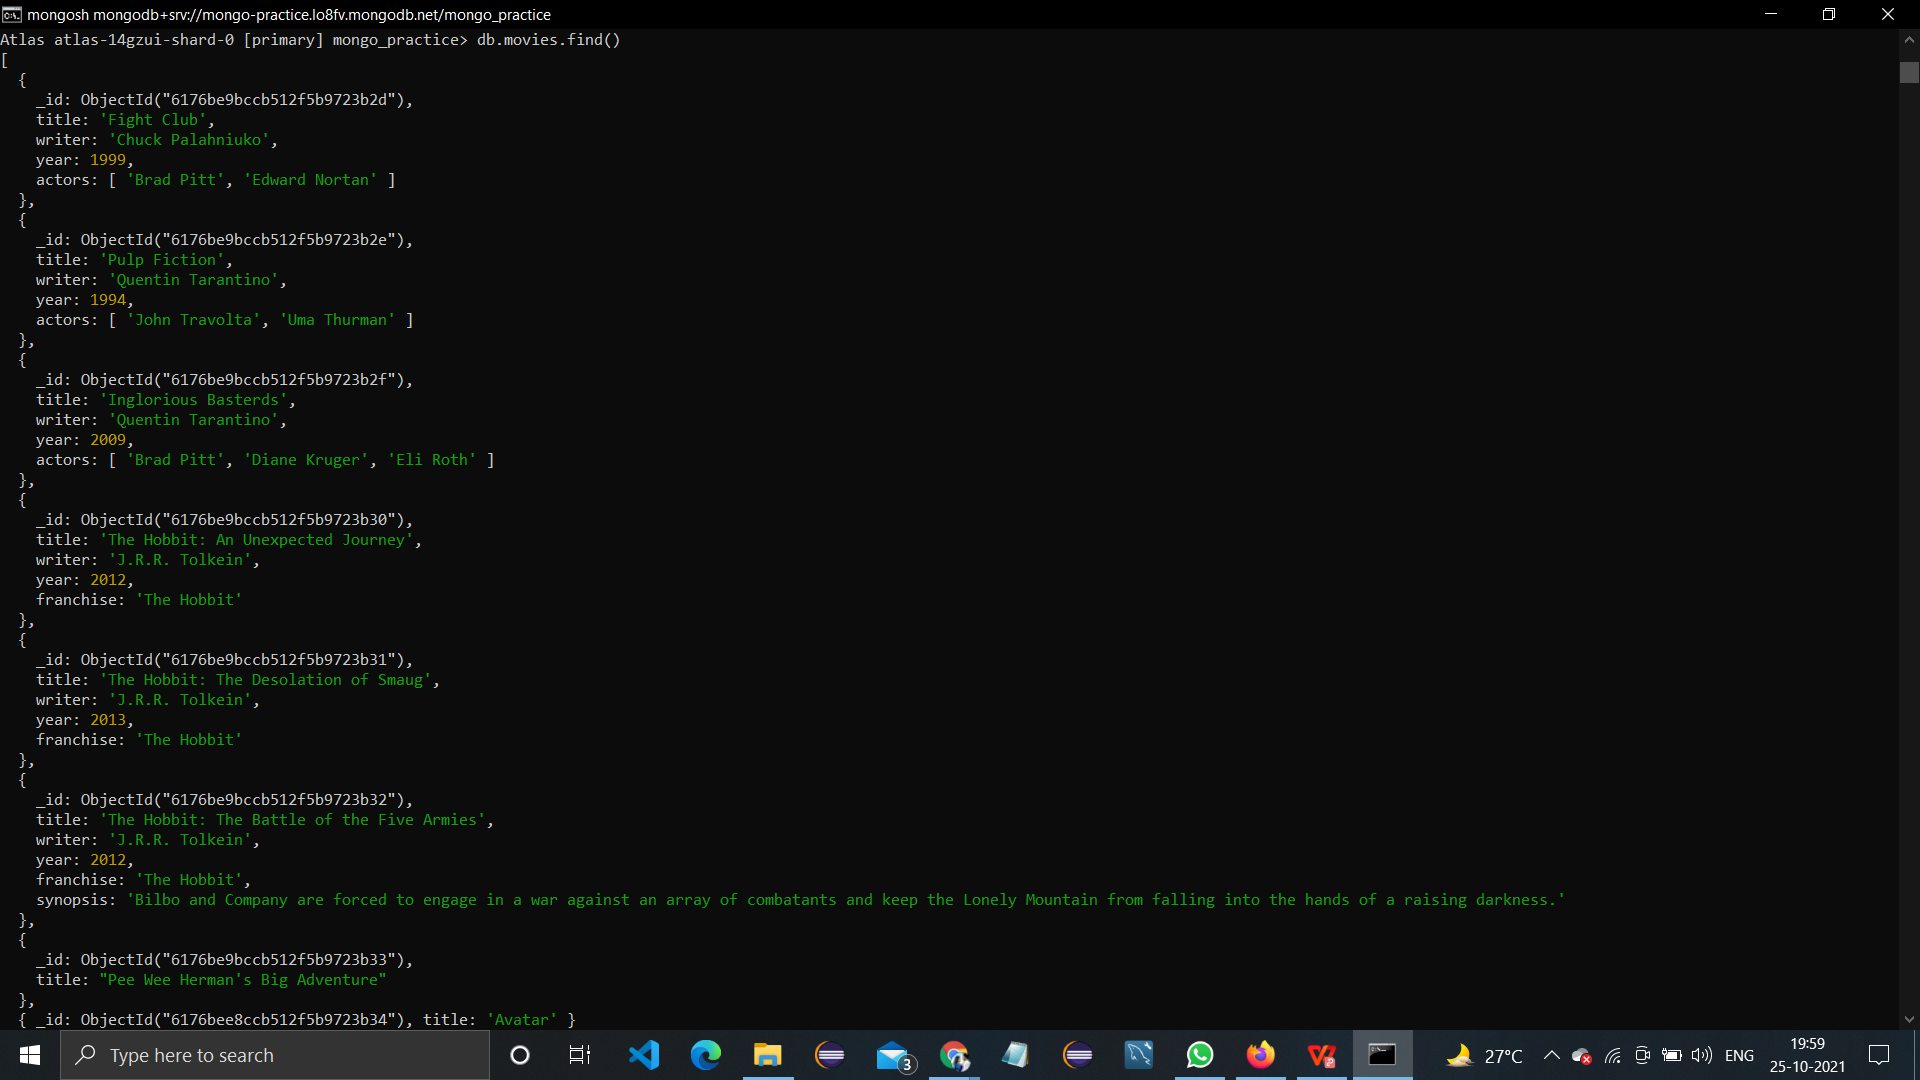 mongosh mongodb+srv://mongo-practice.lo8fv.mongodb.net/mongo_practice
Atlas atlas-14gzui-shard-0 [primary] mongo_practice> db.movies.find()
[
  {
    _id: ObjectId("6176be9bccb512f5b9723b2d"),
    title: 'Fight Club',
    writer: 'Chuck Palahniuko',
    year: 1999,
    actors: [ 'Brad Pitt', 'Edward Nortan' ]
  },
  {
    _id: ObjectId("6176be9bccb512f5b9723b2e"),
    title: 'Pulp Fiction',
    writer: 'Quentin Tarantino',
    year: 1994,
    actors: [ 'John Travolta', 'Uma Thurman' ]
  },
  {
    _id: ObjectId("6176be9bccb512f5b9723b2f"),
    title: 'Inglorious Basterds',
    writer: 'Quentin Tarantino',
    year: 2009,
    actors: [ 'Brad Pitt', 'Diane Kruger', 'Eli Roth' ]
  },
  {
    _id: ObjectId("6176be9bccb512f5b9723b30"),
    title: 'The Hobbit: An Unexpected Journey',
    writer: 'J.R.R. Tolkein',
    year: 2012,
    franchise: 'The Hobbit'
  },
  {
    _id: ObjectId("6176be9bccb512f5b9723b31"),
    title: 'The Hobbit: The Desolation of Smaug',
    writer: 'J.R.R. Tolkein',
    year: 2013,
    franchise: 'The Hobbit'
  },
  {
    _id: ObjectId("6176be9bccb512f5b9723b32"),
    title: 'The Hobbit: The Battle of the Five Armies',
    writer: 'J.R.R. Tolkein',
    year: 2012,
    franchise: 'The Hobbit',
    synopsis: 'Bilbo and Company are forced to engage in a war against an array of combatants and keep the Lonely Mountain from falling into the hands of a raising darkness.'
  },
  {
    _id: ObjectId("6176be9bccb512f5b9723b33"),
    title: "Pee Wee Herman's Big Adventure"
  },
  { _id: ObjectId("6176bee8ccb512f5b9723b34"), title: 'Avatar' }
Type here to search
3
27°C
ENG
19:59
25-10-2021